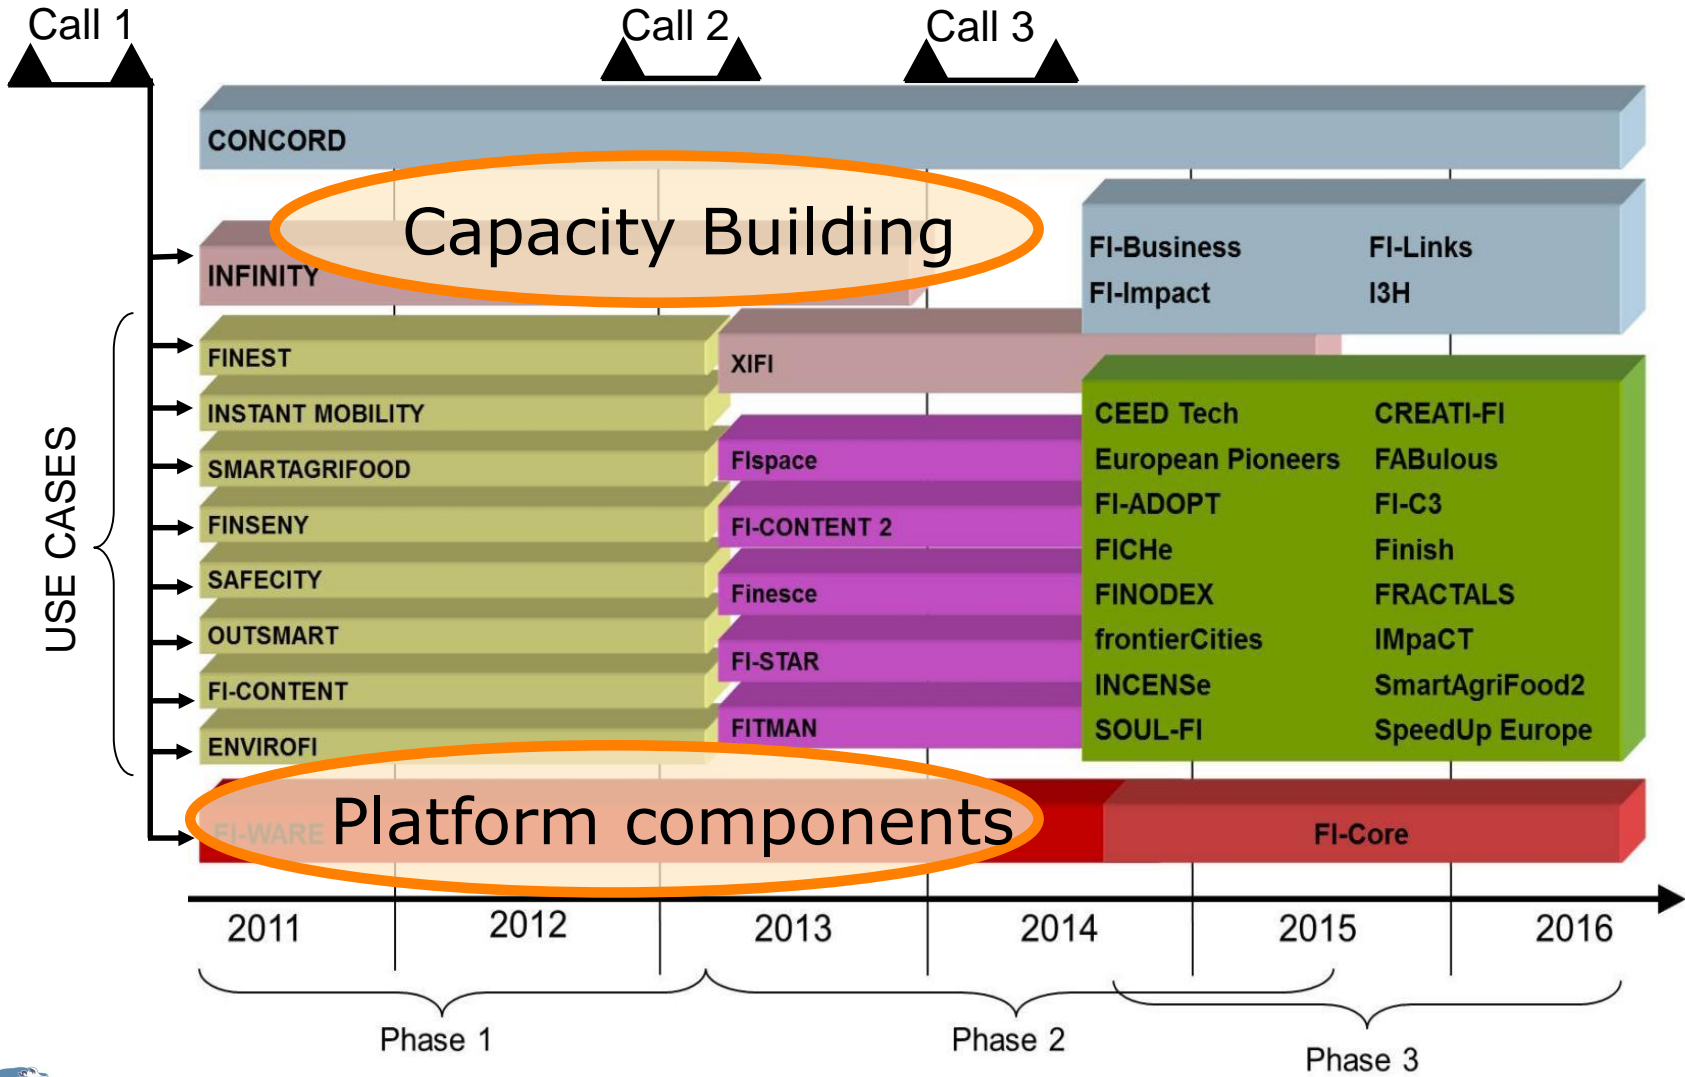 Call 1
Call 2
Call 3
CONCORD
Capacity Building
INFINITY
FI-Business FI-Links
FI-Impact I3H
USE CASES
FINEST
INSTANT MOBILITY
SMARTAGRIFOOD
FINSENY
SAFECITY
OUTSMART
FI-CONTENT
ENVIROFI
XIFI
FIspace
FI-CONTENT 2
Finesce
FI-STAR
FITMAN
CEED Tech CREATI-FI
European Pioneers FABulous
FI-ADOPT FI-C3
FICHe Finish
FINODEX FRACTALS
frontierCities IMpaCT
INCENSe SmartAgriFood2
SOUL-FI SpeedUp Europe
FI-WARE
Platform components
FI-Core
2011 2012 2013 2014 2015 2016
Phase 1
Phase 2
Phase 3